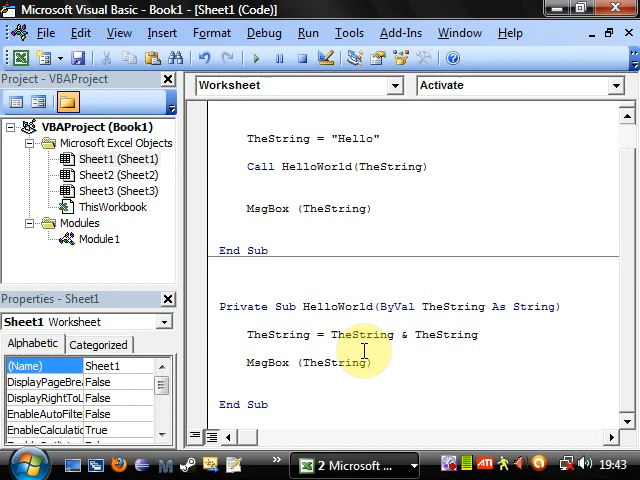 Microsoft Visual Basic - Book1 - [Sheet1 (Code)]
File Edit View Insert Format Debug Run Tools Add-Ins Window Help
Project - VBAProject
VBAProject (Book1)
Microsoft Excel Objects
Sheet1 (Sheet1)
Sheet2 (Sheet2)
Sheet3 (Sheet3)
ThisWorkbook
Modules
Module1
Properties - Sheet1
Sheet1 Worksheet
Alphabetic Categorized
(Name) Sheet1
DisplayPageBrea False
DisplayRightToL False
EnableAutoFilter False
EnableCalculatio True
Worksheet Activate
TheString = "Hello"
Call HelloWorld(TheString)
MsgBox (TheString)
End Sub
Private Sub HelloWorld(ByVal TheString As String)
TheString = TheString & TheString
MsgBox (TheString)
End Sub
2 Microsoft ...
ATI
19:43